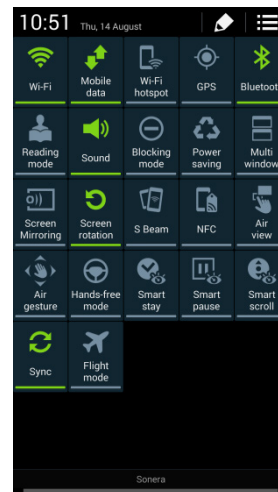 10:51 Thu, 14 August
Wi-Fi Mobile data Wi-Fi hotspot GPS Bluetoot
Reading mode Sound Blocking mode Power saving Multi window
Screen Mirroring Screen rotation S Beam NFC Air view
Air gesture Hands-free mode Smart stay Smart pause Smart scroll
Sync Flight mode
Sonera